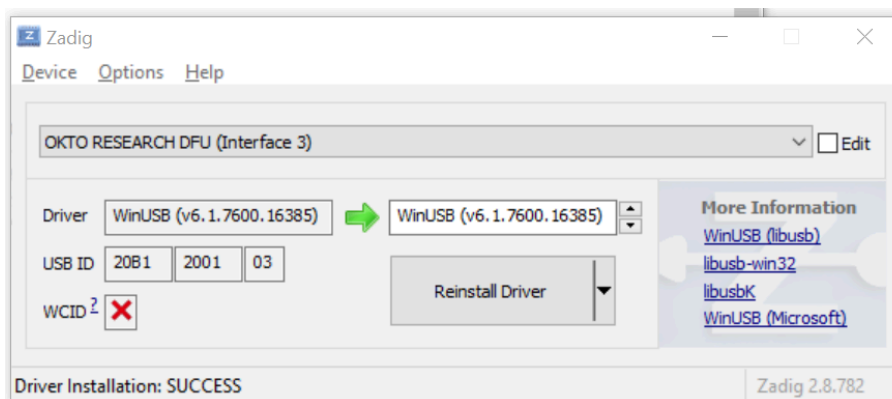 Zadig
Device Options Help
OKTO RESEARCH DFU (Interface 3)
Edit
Driver WinUSB (v6.1.7600.16385) WinUSB (v6.1.7600.16385)
More Information
WinUSB (libusb)
USB ID 20B1 2001 03
libusb-win32
Reinstall Driver
libusbK
WCID ?
WinUSB (Microsoft)
Driver Installation: SUCCESS
Zadig 2.8.782